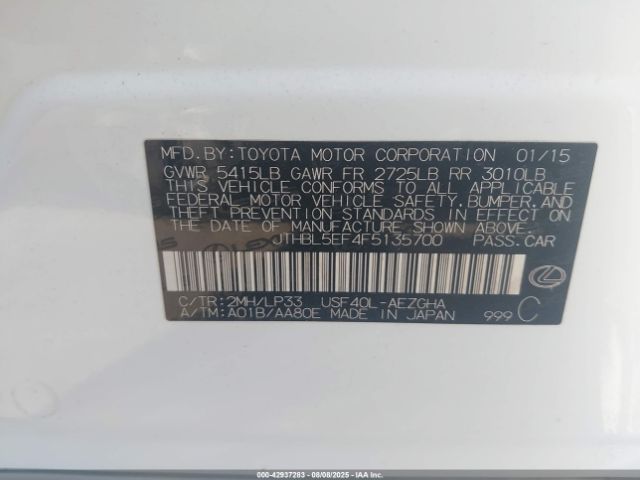 MFD.BY:TOYOTA MOTOR CORPORATION 01/15
GVWR 5415LB GAWR FR 2725LB RR 3010LB
THIS VEHICLE CONFORMS TO ALL APPLICABLE
FEDERAL MOTOR VEHICLE SAFETY,BUMPER,AND
THEFT PREVENTION STANDARDS IN EFFECT ON
THE DATE OF MANUFACTURE SHOWN ABOVE.
JTHBL5EF4F5135700 PASS.CAR
C/TR:2MH/LP33 USF40L-AEZGHA
A/TM:A01B/AA80E MADE IN JAPAN 999 C
000-42937283 - 08/08/2025 - IAAI.COM